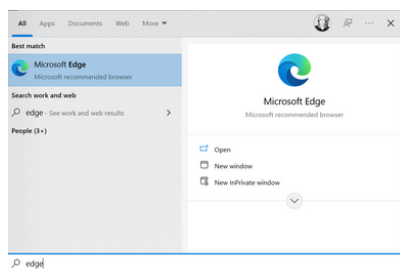 All Apps Documents Web More
Best match
Microsoft Edge
Microsoft recommended browser
Search work and web
edge - See work and web results
People (3+)
Microsoft Edge
Microsoft recommended browser
Open
New window
New InPrivate window
edge